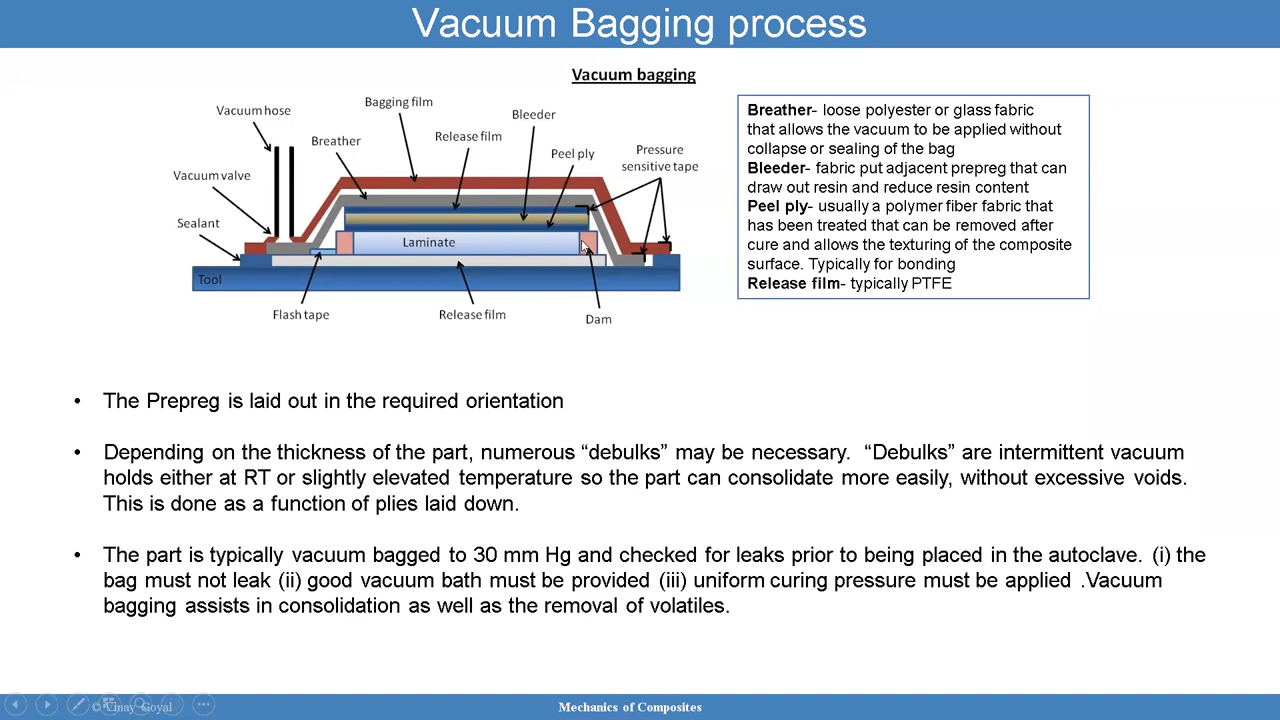 Vacuum Bagging process
Vacuum bagging
Vacuum hose
Bagging film
Breather
Release film
Bleeder
Peel ply
Pressure
sensitive tape
Vacuum valve
Sealant
Laminate
Tool
Flash tape
Release film
Dam
Breather- loose polyester or glass fabric
that allows the vacuum to be applied without
collapse or sealing of the bag
Bleeder- fabric put adjacent prepreg that can
draw out resin and reduce resin content
Peel ply- usually a polymer fiber fabric that
has been treated that can be removed after
cure and allows the texturing of the composite
surface. Typically for bonding
Release film- typically PTFE
• The Prepreg is laid out in the required orientation
• Depending on the thickness of the part, numerous “debulks” may be necessary. “Debulks” are intermittent vacuum
holds either at RT or slightly elevated temperature so the part can consolidate more easily, without excessive voids.
This is done as a function of plies laid down.
• The part is typically vacuum bagged to 30 mm Hg and checked for leaks prior to being placed in the autoclave. (i) the
bag must not leak (ii) good vacuum bath must be provided (iii) uniform curing pressure must be applied .Vacuum
bagging assists in consolidation as well as the removal of volatiles.
© Vinay Goyal
Mechanics of Composites